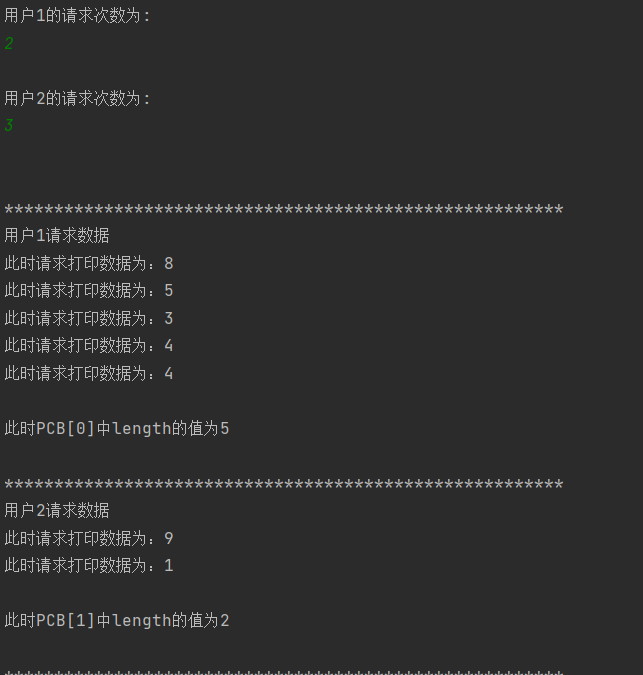 用户1的请求次数为:
2
用户2的请求次数为:
3
********************************************************
用户1请求数据
此时请求打印数据为：8
此时请求打印数据为：5
此时请求打印数据为：3
此时请求打印数据为：4
此时请求打印数据为：4
此时PCB[0]中length的值为5
********************************************************
用户2请求数据
此时请求打印数据为：9
此时请求打印数据为：1
此时PCB[1]中length的值为2
********************************************************